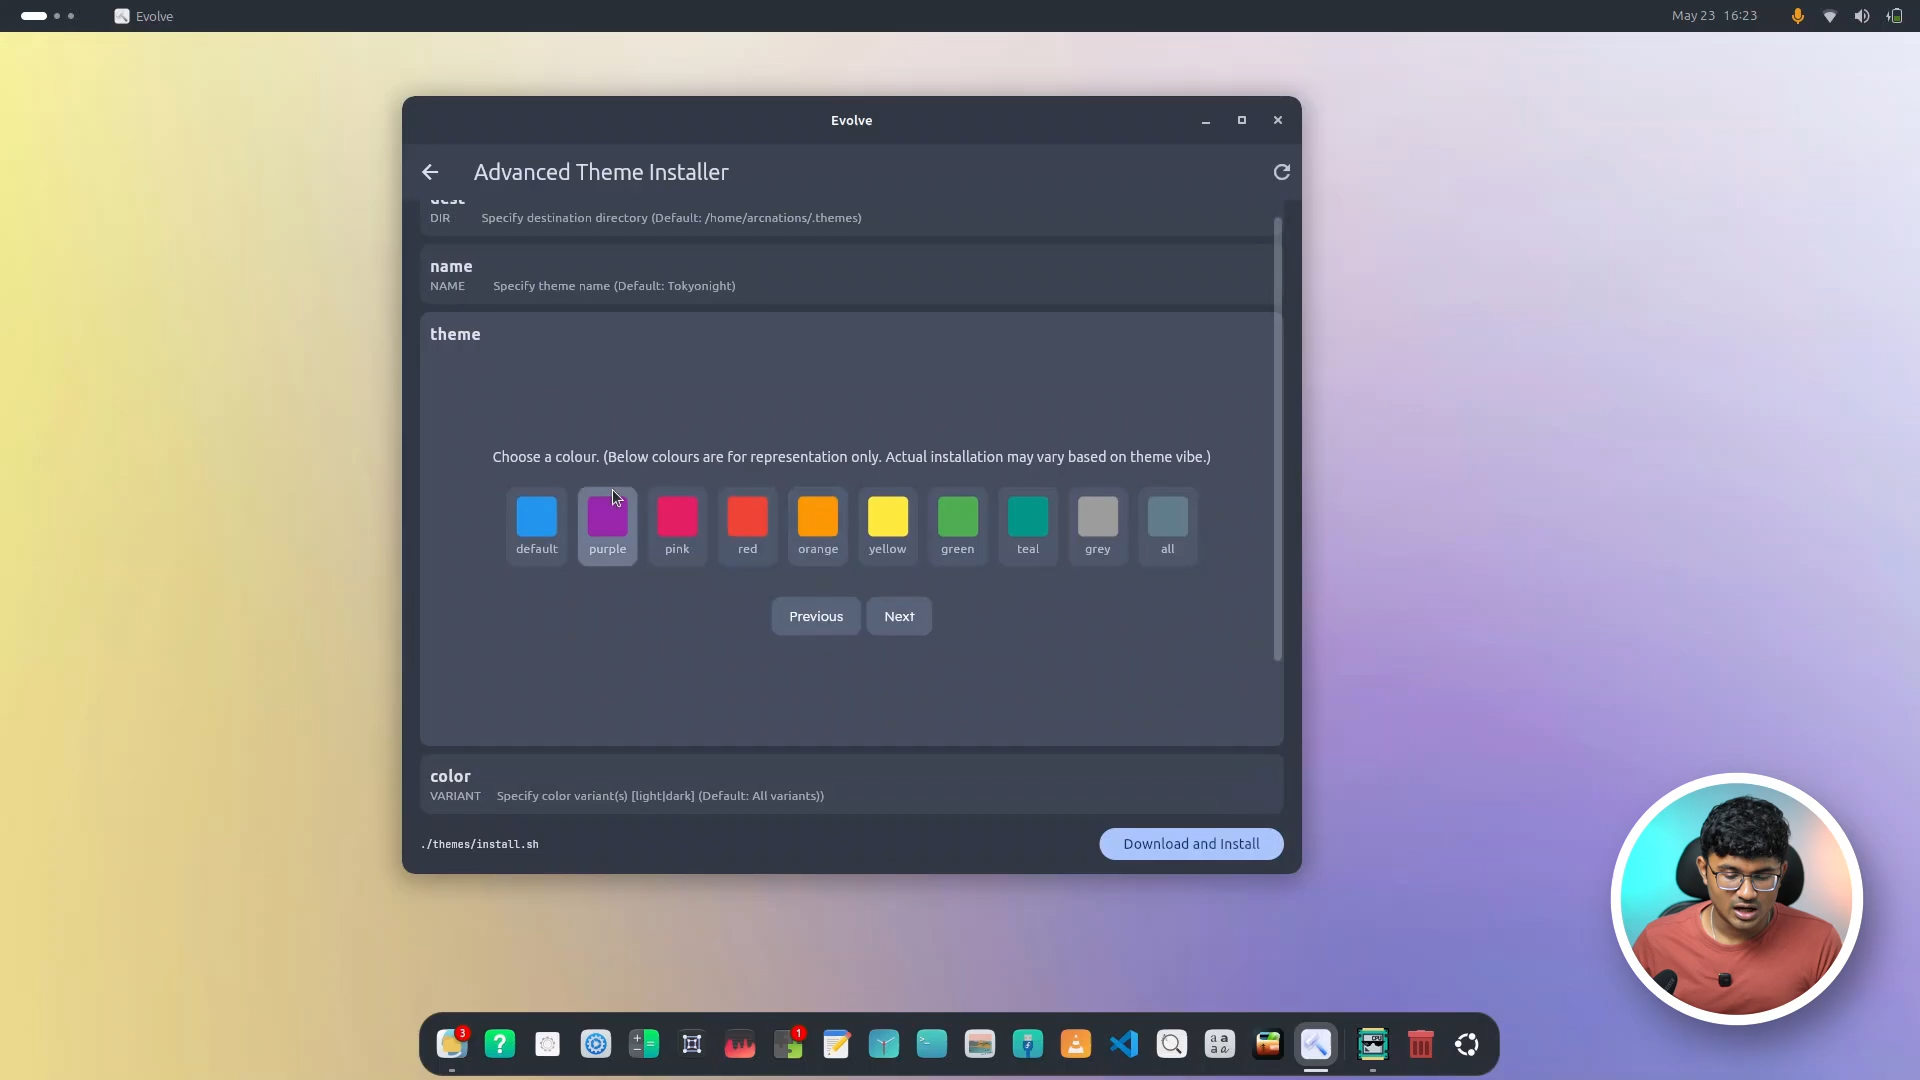 Evolve
May 23 16:23
Evolve
Advanced Theme Installer
dest
DIR Specify destination directory (Default: /home/arcnations/.themes)
name
NAME Specify theme name (Default: Tokyonight)
theme
Choose a colour. (Below colours are for representation only. Actual installation may vary based on theme vibe.)
default purple pink red orange yellow green teal grey all
Previous Next
color
VARIANT Specify color variant(s) [light|dark] (Default: All variants))
./themes/install.sh Download and Install
3
1
a a
a a